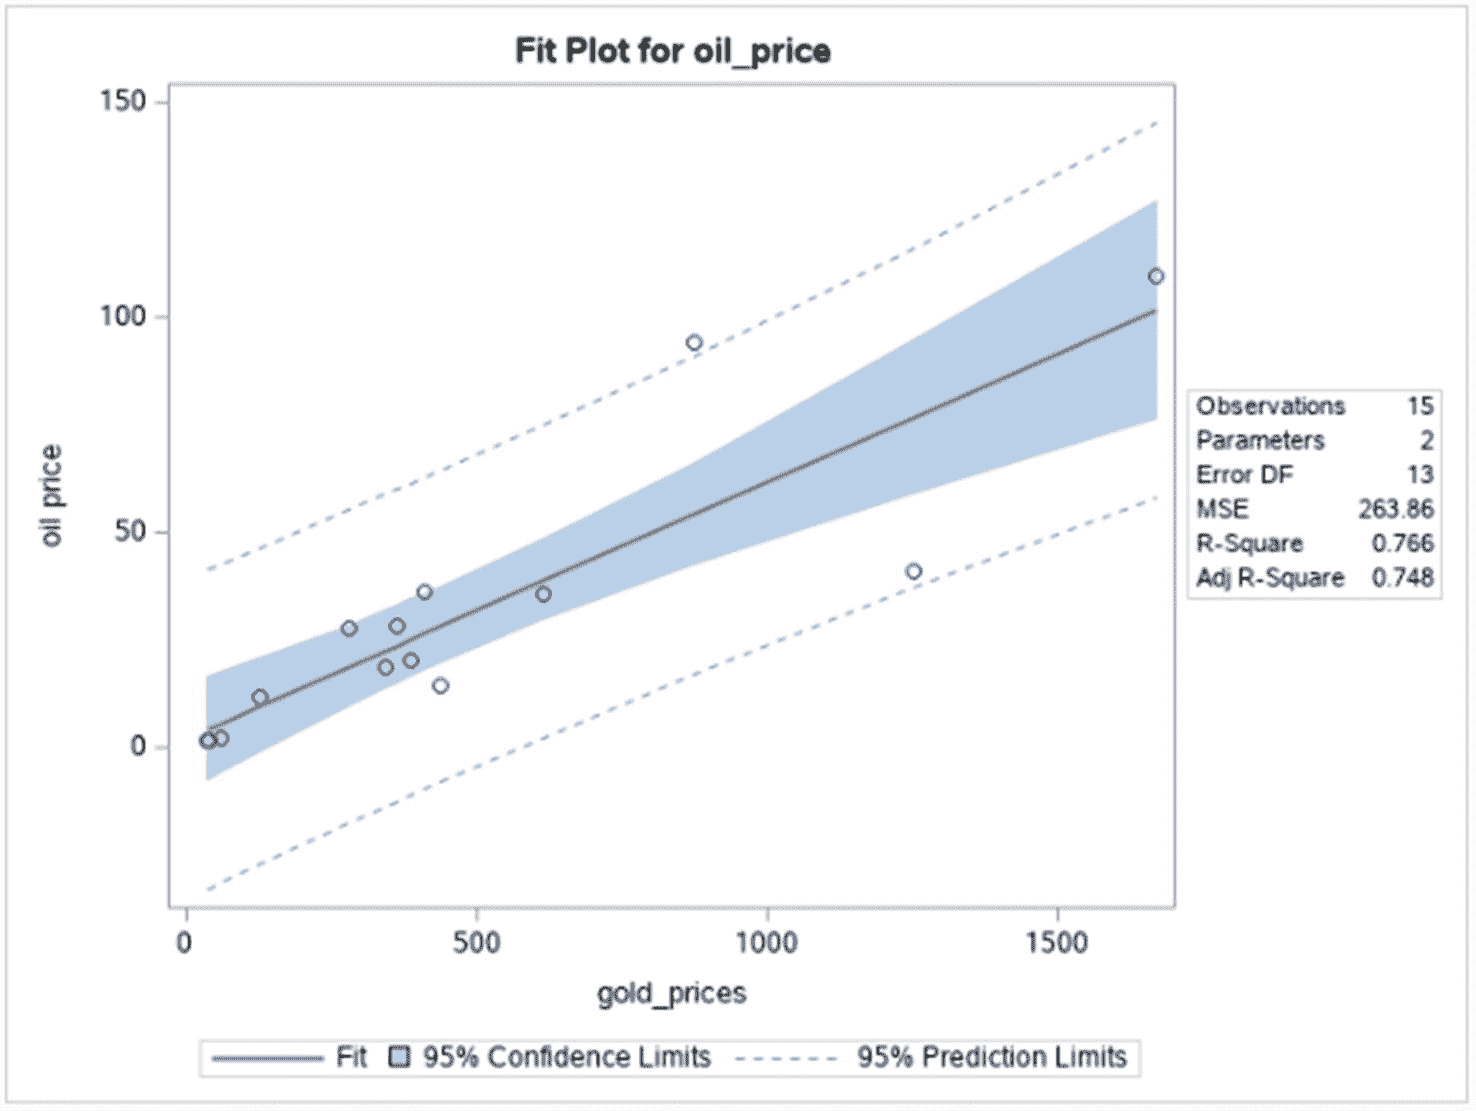 Fit Plot for oil_price
150
100
50
0
oil price
0 500 1000 1500
gold_prices
Observations 15
Parameters 2
Error DF 13
MSE 263.86
R-Square 0.766
Adj R-Square 0.748
Fit 95% Confidence Limits 95% Prediction Limits